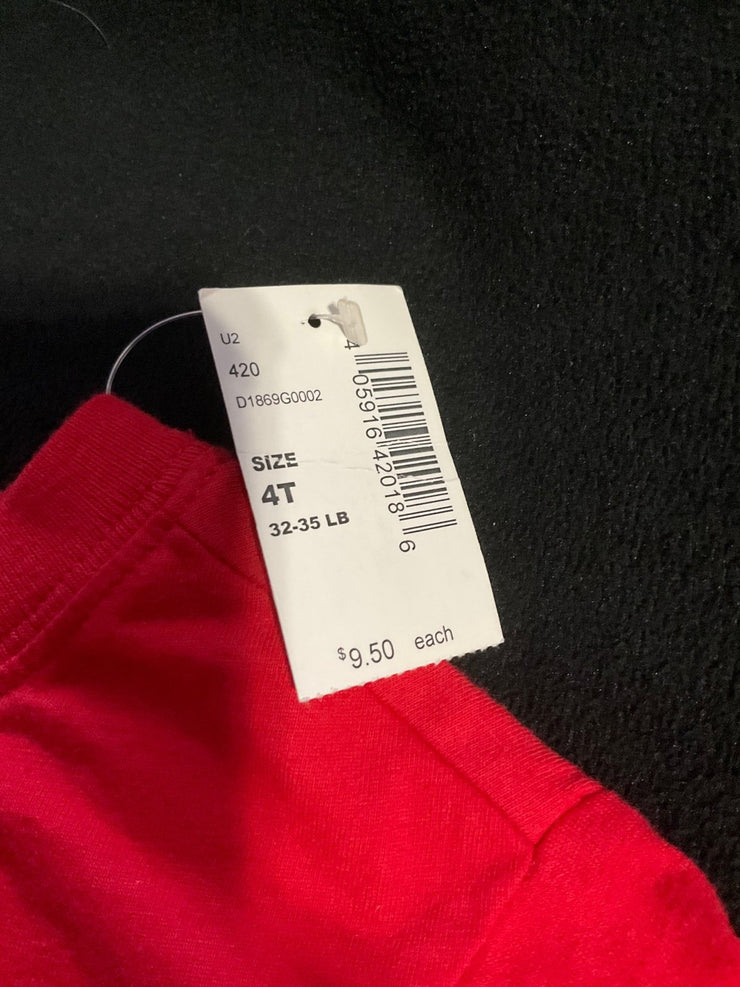 U2
420
D1869G0002
SIZE
4T
32-35 LB
4 05916 42018 6
$9.50 each